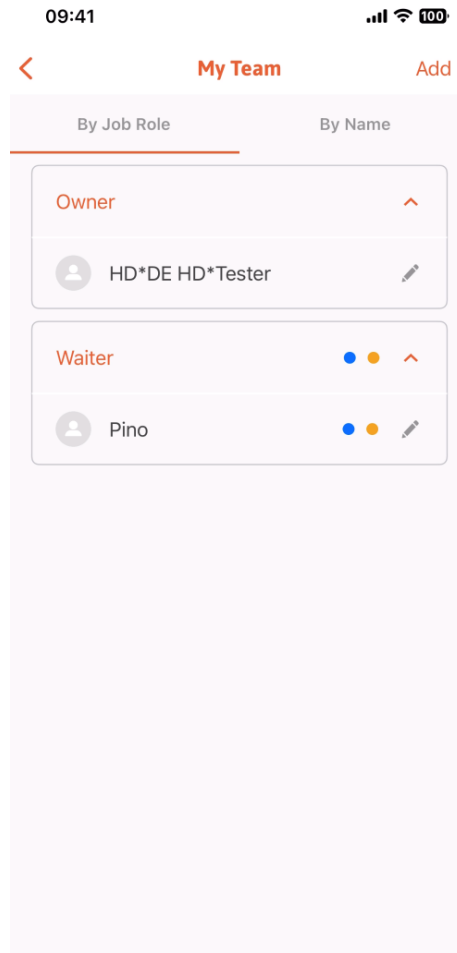 09:41 100
My Team Add
By Job Role By Name
Owner
HD*DE HD*Tester
Waiter
Pino